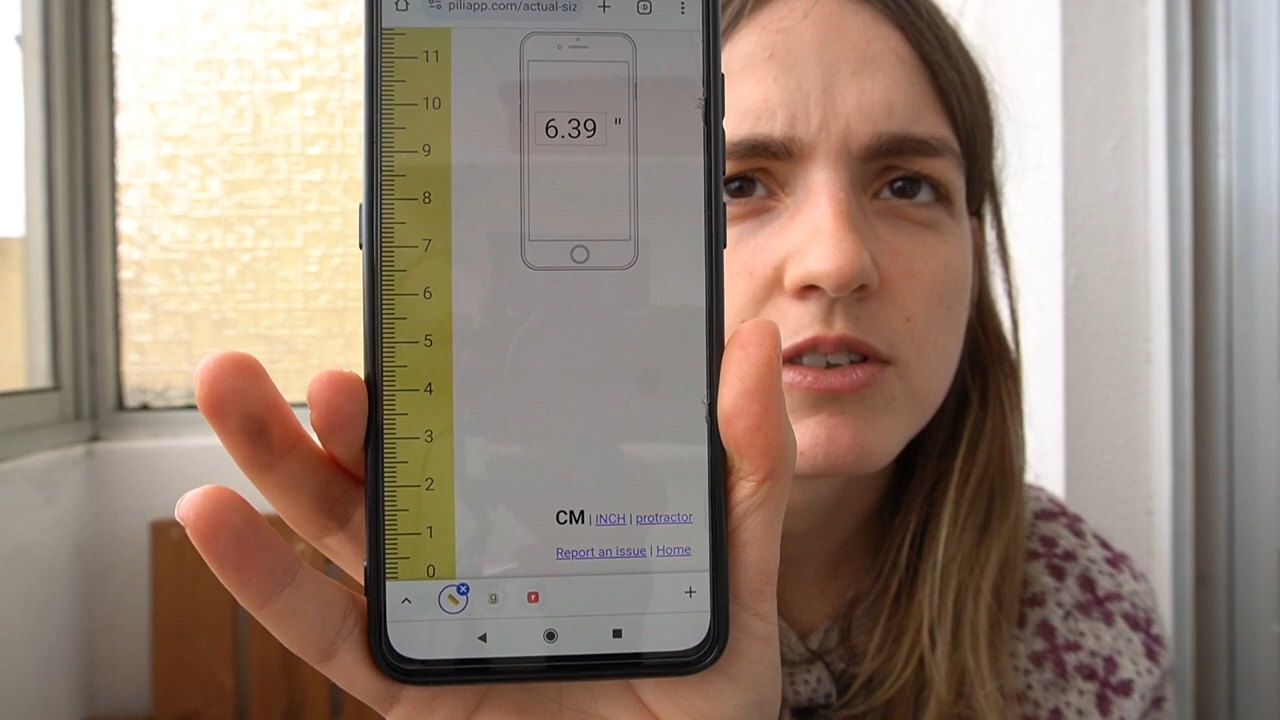 piliapp.com/actual-siz
:D
11
10
9
8
7
6
5
4
3
2
1
0
6.39 "
CM | INCH | protractor
Report an issue | Home
g
r